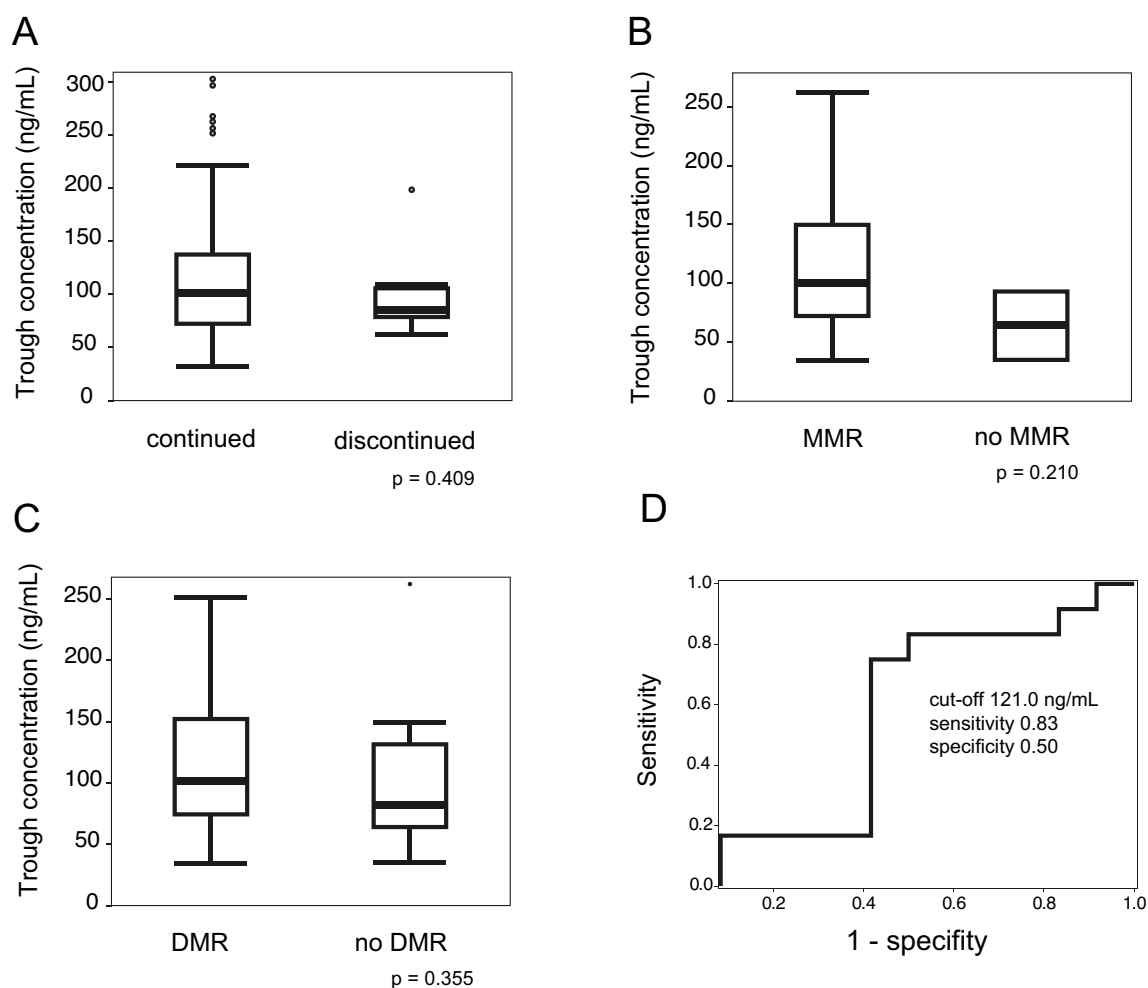 A
Trough concentration (ng/mL)
300
250
200
150
100
50
0
continued
discontinued
p = 0.409
B
Trough concentration (ng/mL)
250
200
150
100
50
0
MMR
no MMR
p = 0.210
C
Trough concentration (ng/mL)
250
200
150
100
50
0
DMR
no DMR
p = 0.355
D
Sensitivity
1.0
0.8
0.6
0.4
0.2
0.0
cut-off 121.0 ng/mL
sensitivity 0.83
specificity 0.50
0.2 0.4 0.6 0.8 1.0
1 - specifity